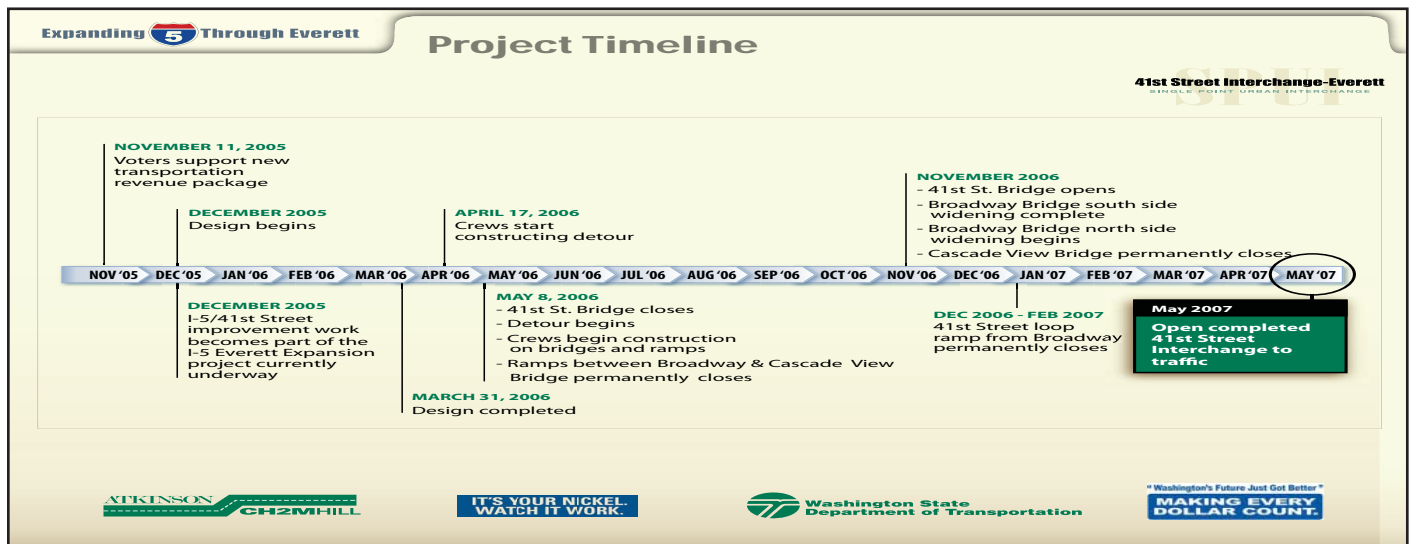 Expanding 5 Through Everett
Project Timeline
SPUI
41st Street Interchange-Everett
SINGLE POINT URBAN INTERCHANGE
NOVEMBER 11, 2005
Voters support new
transportation
revenue package
DECEMBER 2005
Design begins
APRIL 17, 2006
Crews start
constructing detour
NOVEMBER 2006
- 41st St. Bridge opens
- Broadway Bridge south side
widening complete
- Broadway Bridge north side
widening begins
- Cascade View Bridge permanently closes
NOV '05 DEC '05 JAN '06 FEB '06 MAR '06 APR '06 MAY '06 JUN '06 JUL '06 AUG '06 SEP '06 OCT '06 NOV '06 DEC '06 JAN '07 FEB '07 MAR '07 APR '07 MAY '07
DECEMBER 2005
I-5/41st Street
improvement work
becomes part of the
I-5 Everett Expansion
project currently
underway
MARCH 31, 2006
Design completed
MAY 8, 2006
- 41st St. Bridge closes
- Detour begins
- Crews begin construction
on bridges and ramps
- Ramps between Broadway & Cascade View
Bridge permanently closes
DEC 2006 - FEB 2007
41st Street loop
ramp from Broadway
permanently closes
May 2007
Open completed
41st Street
Interchange to
traffic
ATKINSON
CH2MHILL
IT'S YOUR NICKEL.
WATCH IT WORK.
Washington State
Department of Transportation
"Washington's Future Just Got Better"
MAKING EVERY
DOLLAR COUNT.